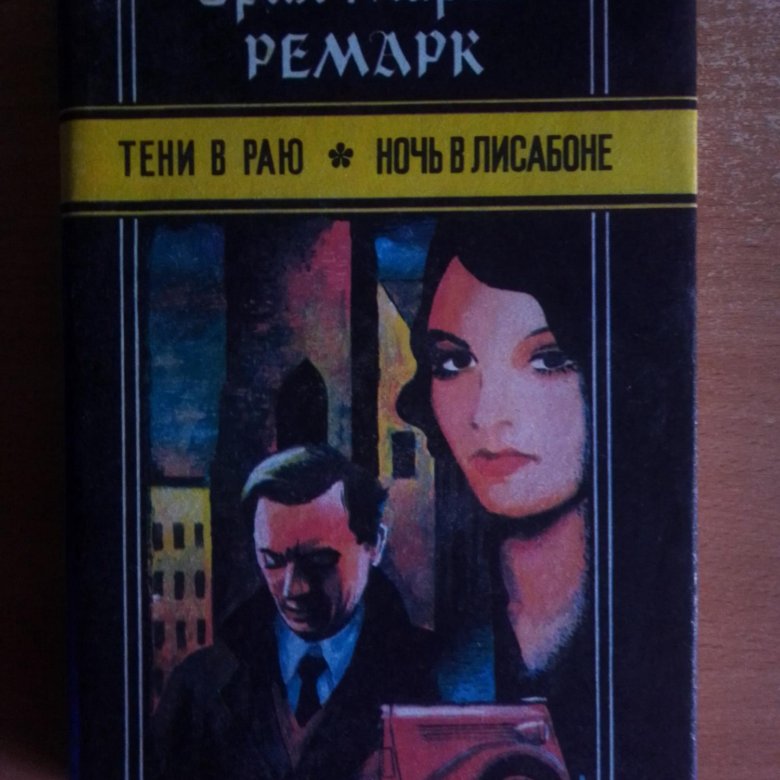 РЕМАРК
ТЕНИ В РАЮ * НОЧЬ В ЛИСАБОНЕ